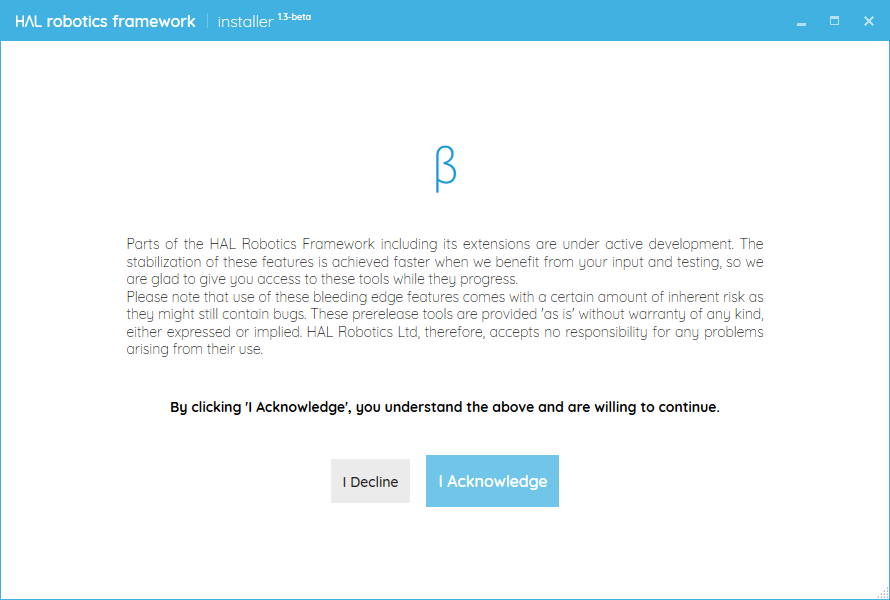 HΛL robotics framework installer 1.3-beta
β
Parts of the HAL Robotics Framework including its extensions are under active development. The
stabilization of these features is achieved faster when we benefit from your input and testing, so we
are glad to give you access to these tools while they progress.
Please note that use of these bleeding edge features comes with a certain amount of inherent risk as
they might still contain bugs. These prerelease tools are provided 'as is' without warranty of any kind,
either expressed or implied. HAL Robotics Ltd, therefore, accepts no responsibility for any problems
arising from their use.
By clicking 'I Acknowledge', you understand the above and are willing to continue.
I Decline
I Acknowledge